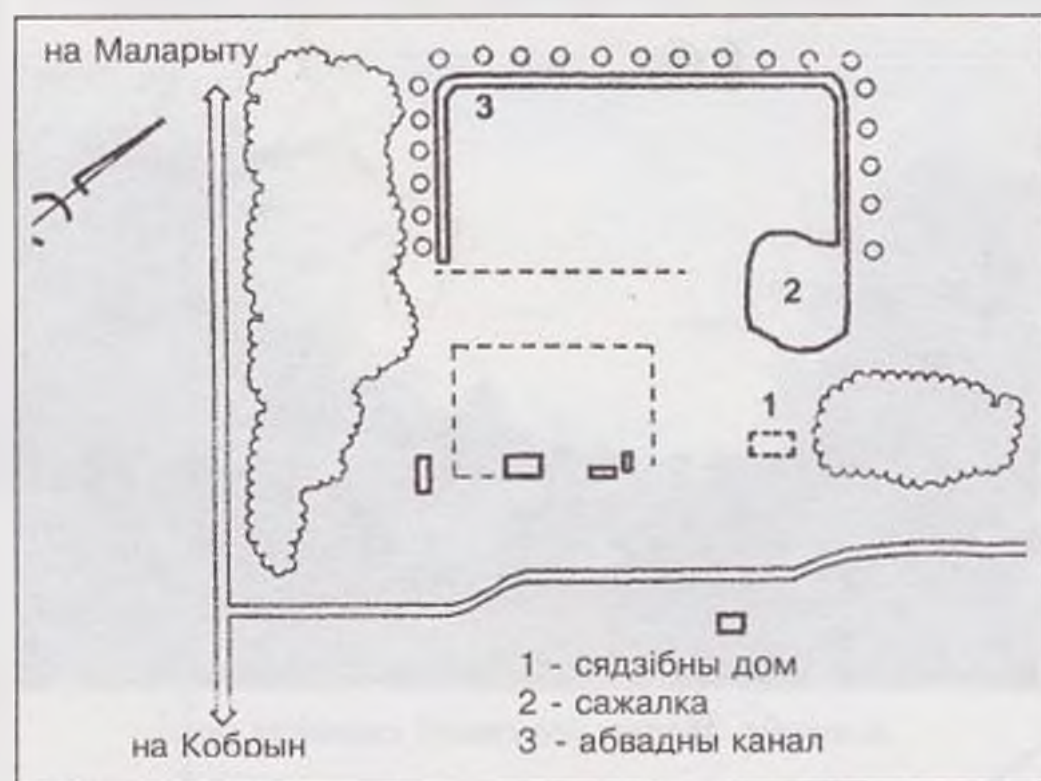 на Маларыту
3
2
1
1 - сядзібны дом
2 - сажалка
3 - абвадны канал
на Кобрын